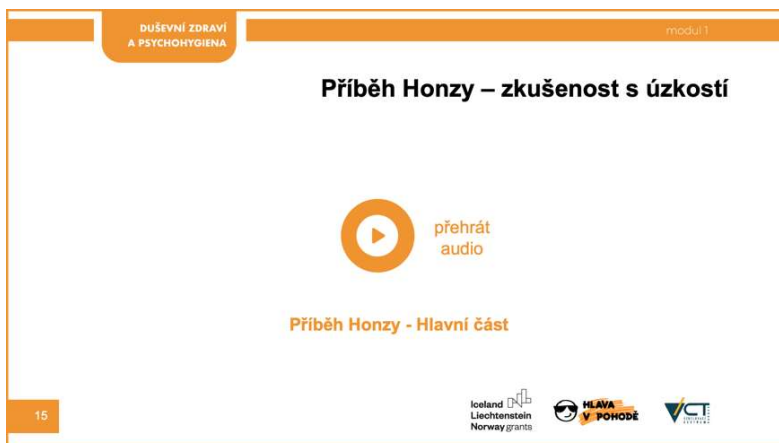 DUŠEVNÍ ZDRAVÍ
A PSYCHOHYGIENA
modul 1
Příběh Honzy – zkušenost s úzkostí
přehrát
audio
Příběh Honzy - Hlavní část
15
Iceland
Liechtenstein
Norway grants
HLAVA
V POHODĚ
VCT